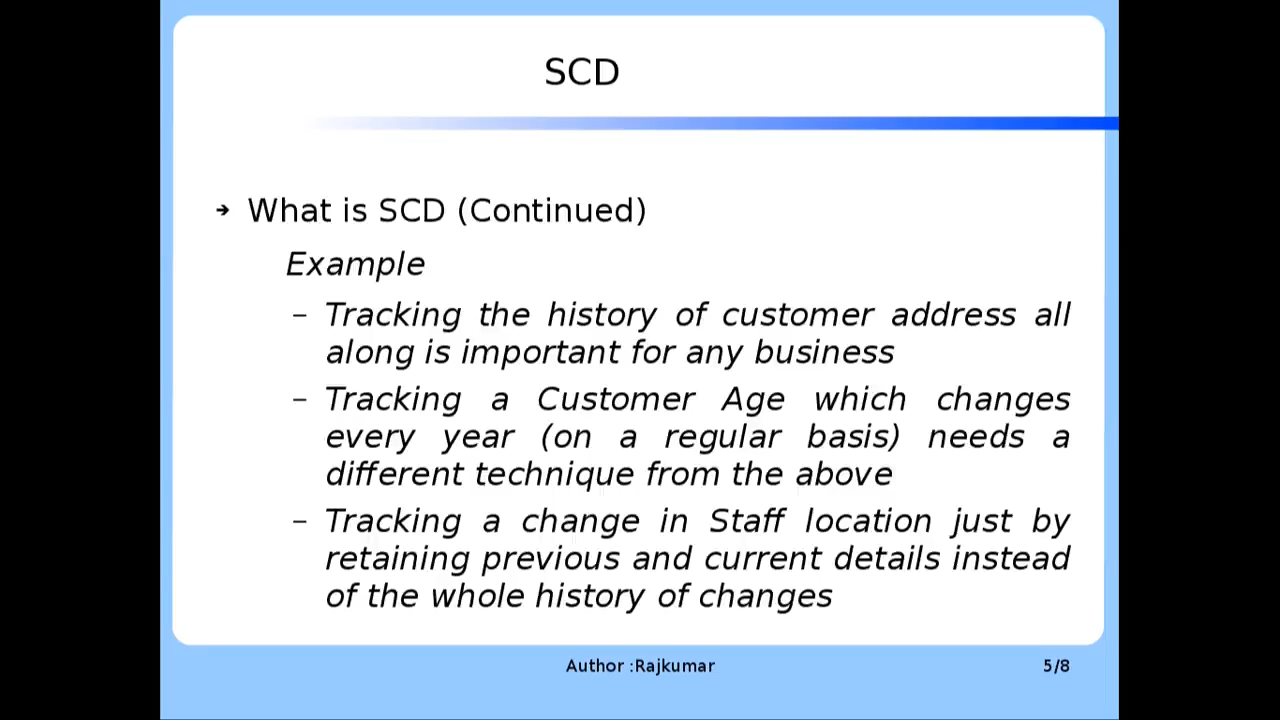 SCD
➔ What is SCD (Continued)
Example
– Tracking the history of customer address all
along is important for any business
– Tracking a Customer Age which changes
every year (on a regular basis) needs a
different technique from the above
– Tracking a change in Staff location just by
retaining previous and current details instead
of the whole history of changes
Author :Rajkumar
5/8